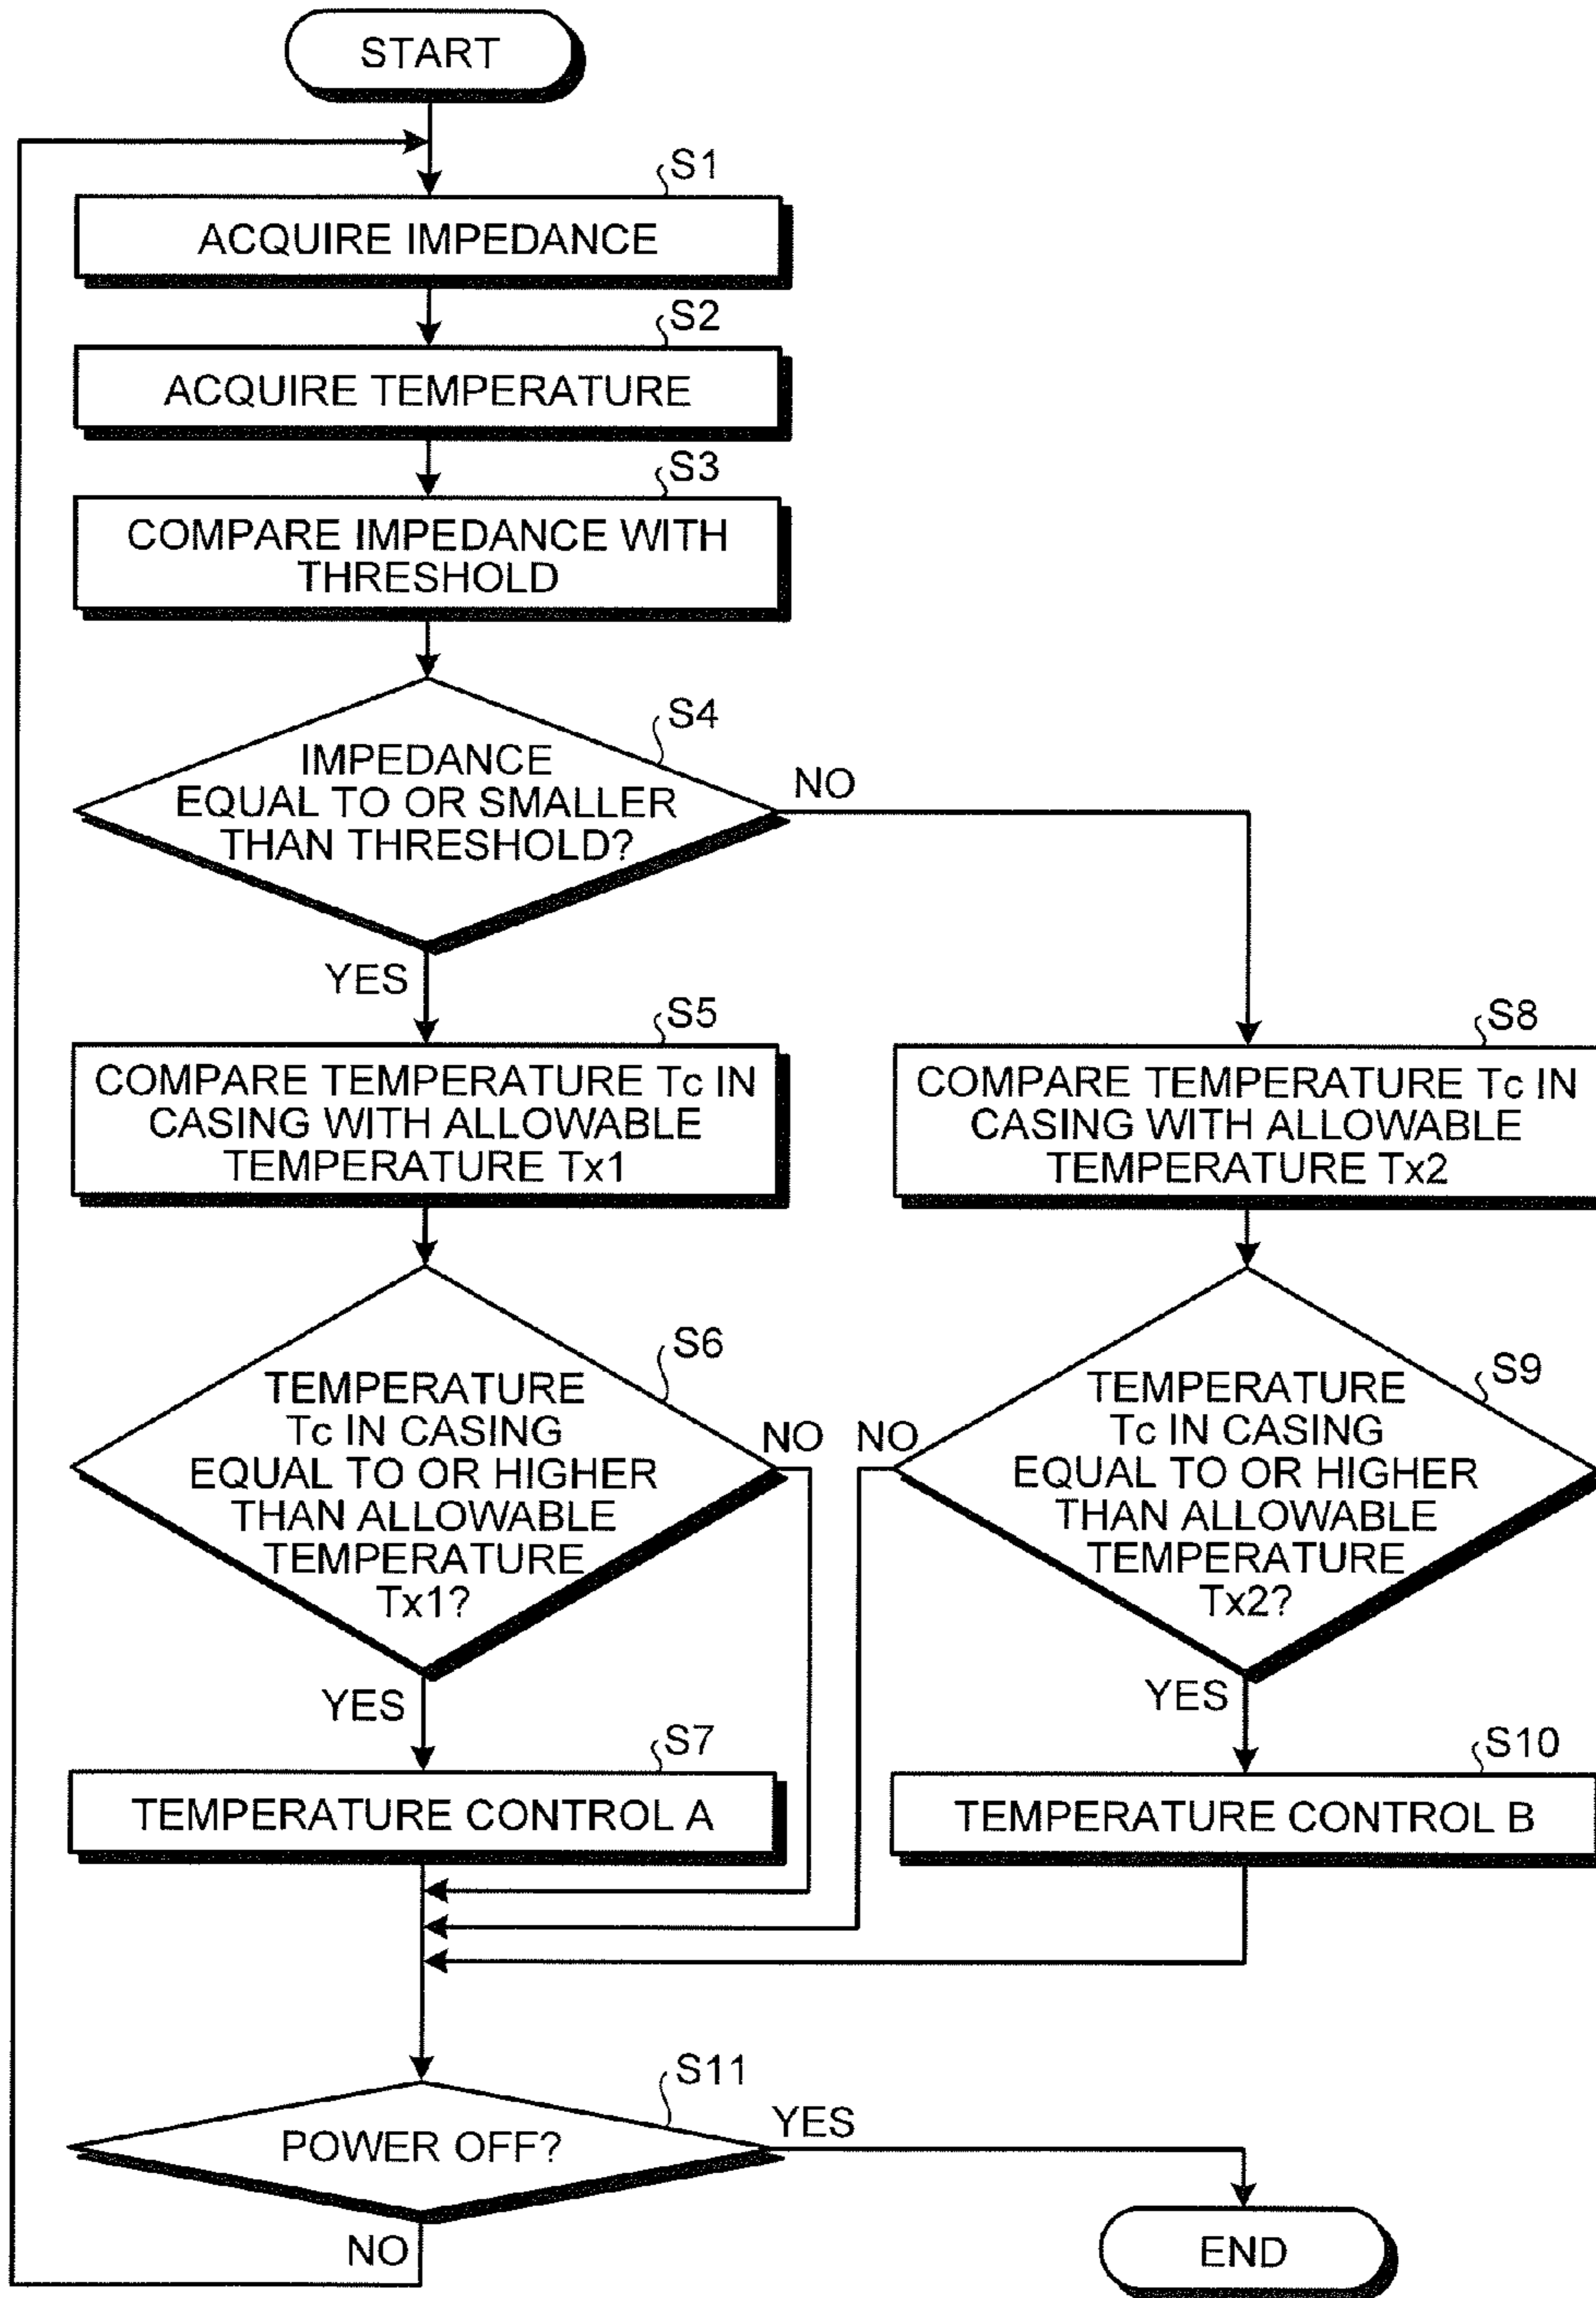 START
S1
ACQUIRE IMPEDANCE
S2
ACQUIRE TEMPERATURE
S3
COMPARE IMPEDANCE WITH
THRESHOLD
S4
IMPEDANCE
EQUAL TO OR SMALLER
THAN THRESHOLD?
NO
YES
S5
COMPARE TEMPERATURE Tc IN
CASING WITH ALLOWABLE
TEMPERATURE Tx1
S8
COMPARE TEMPERATURE Tc IN
CASING WITH ALLOWABLE
TEMPERATURE Tx2
S6
TEMPERATURE
Tc IN CASING
EQUAL TO OR HIGHER
THAN ALLOWABLE
TEMPERATURE
Tx1?
NO
YES
S9
TEMPERATURE
Tc IN CASING
EQUAL TO OR HIGHER
THAN ALLOWABLE
TEMPERATURE
Tx2?
NO
YES
S7
TEMPERATURE CONTROL A
S10
TEMPERATURE CONTROL B
S11
POWER OFF?
YES
NO
END